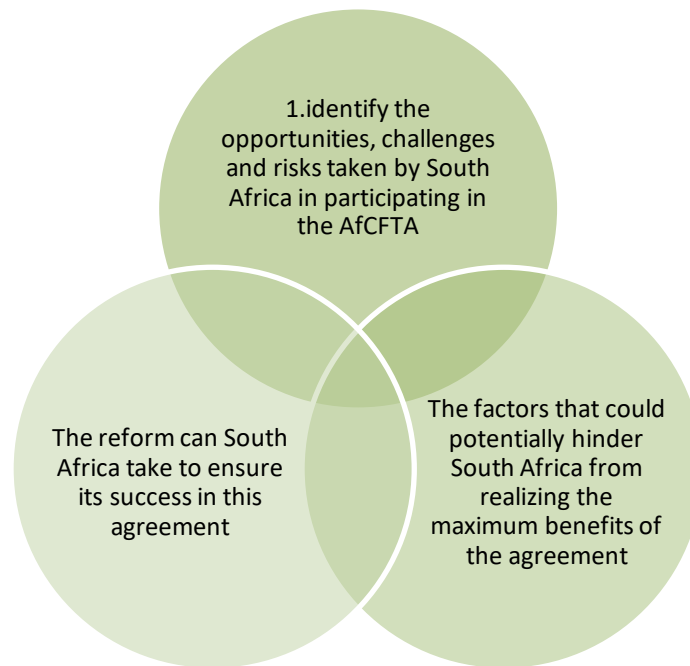 1.identify the
opportunities, challenges
and risks taken by South
Africa in participating in
the AfCFTA
The reform can South
Africa take to ensure
its success in this
agreement
The factors that could
potentially hinder
South Africa from
realizing the
maximum benefits of
the agreement